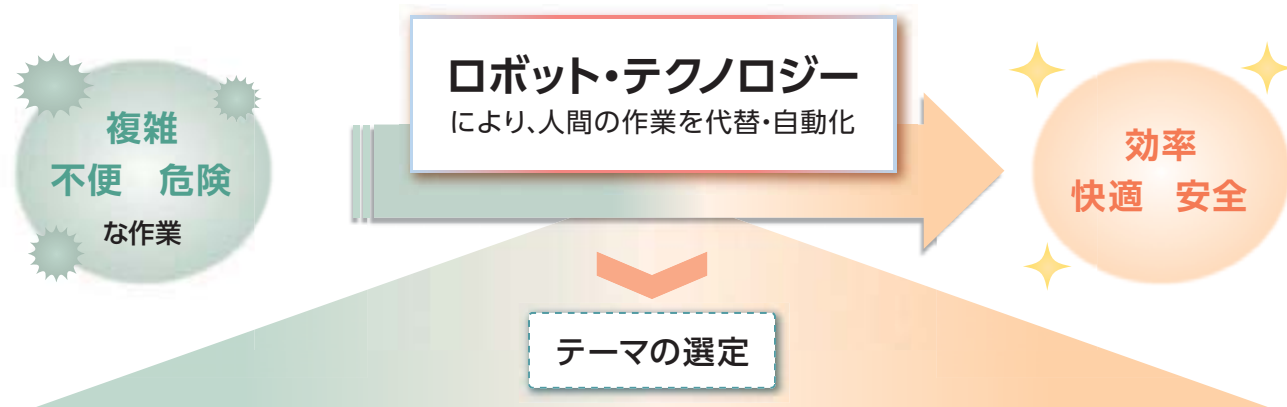 複雑
不便 危険
な作業
ロボット・テクノロジー
により、人間の作業を代替・自動化
効率
快適 安全
テーマの選定